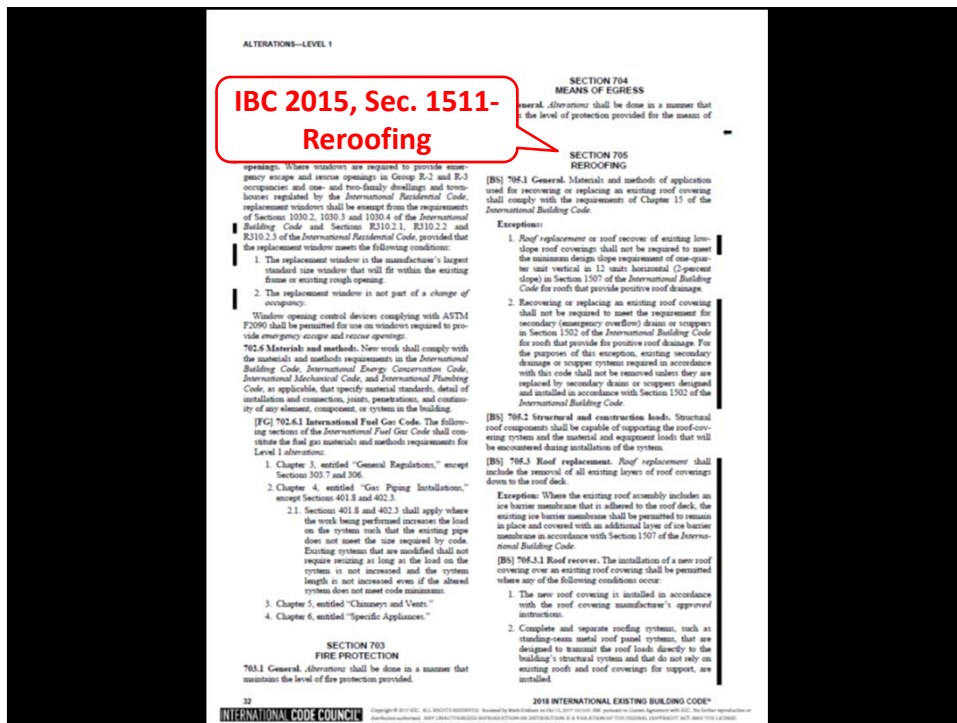 ALTERATIONS—LEVEL 1
IBC 2015, Sec. 1511-
Reroofing
openings. Where windows are required to provide emer-
gency escape and rescue openings in Group R-2 and R-3
occupancies and one- and two-family dwellings and town-
houses regulated by the International Residential Code,
replacement windows shall be exempt from the requirements
of Sections 1030.2, 1030.3 and 1030.4 of the International
Building Code and Sections R310.2.1, R310.2.2 and
R310.2.3 of the International Residential Code, provided that
the replacement window meets the following conditions:
1. The replacement window is the manufacturer's largest
standard size window that will fit within the existing
frame or existing rough opening.
2. The replacement window is not part of a change of
occupancy.
Window opening control devices complying with ASTM
F2090 shall be permitted for use on windows required to pro-
vide emergency escape and rescue openings.
702.6 Materials and methods. New work shall comply with
the materials and methods requirements in the International
Building Code, International Energy Conservation Code,
International Mechanical Code, and International Plumbing
Code, as applicable, that specify material standards, detail of
installation and connection, joints, penetrations, and continu-
ity of any element, component, or system in the building.
[FG] 702.6.1 International Fuel Gas Code. The follow-
ing sections of the International Fuel Gas Code shall con-
stitute the fuel gas materials and methods requirements for
Level 1 alterations.
1. Chapter 3, entitled "General Regulations," except
Sections 303.7 and 306.
2. Chapter 4, entitled "Gas Piping Installations,"
except Sections 401.8 and 402.3.
2.1. Sections 401.8 and 402.3 shall apply where
the work being performed increases the load
on the system such that the existing pipe
does not meet the size required by code.
Existing systems that are modified shall not
require resizing as long as the load on the
system is not increased and the system
length is not increased even if the altered
system does not meet code minimums.
3. Chapter 5, entitled "Chimneys and Vents."
4. Chapter 6, entitled "Specific Appliances."
SECTION 703
FIRE PROTECTION
703.1 General. Alterations shall be done in a manner that
maintains the level of fire protection provided.
SECTION 704
MEANS OF EGRESS
eneral. Alterations shall be done in a manner that
s the level of protection provided for the means of
SECTION 705
REROOFING
[BS] 705.1 General. Materials and methods of application
used for recovering or replacing an existing roof covering
shall comply with the requirements of Chapter 15 of the
International Building Code.
Exceptions:
1. Roof replacement or roof recover of existing low-
slope roof coverings shall not be required to meet
the minimum design slope requirement of one-quar-
ter unit vertical in 12 units horizontal (2-percent
slope) in Section 1507 of the International Building
Code for roofs that provide positive roof drainage.
2. Recovering or replacing an existing roof covering
shall not be required to meet the requirement for
secondary (emergency overflow) drains or scuppers
in Section 1502 of the International Building Code
for roofs that provide for positive roof drainage. For
the purposes of this exception, existing secondary
drainage or scupper systems required in accordance
with this code shall not be removed unless they are
replaced by secondary drains or scuppers designed
and installed in accordance with Section 1502 of the
International Building Code.
[BS] 705.2 Structural and construction loads. Structural
roof components shall be capable of supporting the roof-cov-
ering system and the material and equipment loads that will
be encountered during installation of the system.
[BS] 705.3 Roof replacement. Roof replacement shall
include the removal of all existing layers of roof coverings
down to the roof deck.
Exception: Where the existing roof assembly includes an
ice barrier membrane that is adhered to the roof deck, the
existing ice barrier membrane shall be permitted to remain
in place and covered with an additional layer of ice barrier
membrane in accordance with Section 1507 of the Interna-
tional Building Code.
[BS] 705.3.1 Roof recover. The installation of a new roof
covering over an existing roof covering shall be permitted
where any of the following conditions occur:
1. The new roof covering is installed in accordance
with the roof covering manufacturer's approved
instructions.
2. Complete and separate roofing systems, such as
standing-seam metal roof panel systems, that are
designed to transmit the roof loads directly to the
building's structural system and that do not rely on
existing roofs and roof coverings for support, are
installed.
32
2018 INTERNATIONAL EXISTING BUILDING CODE®
INTERNATIONAL CODE COUNCIL